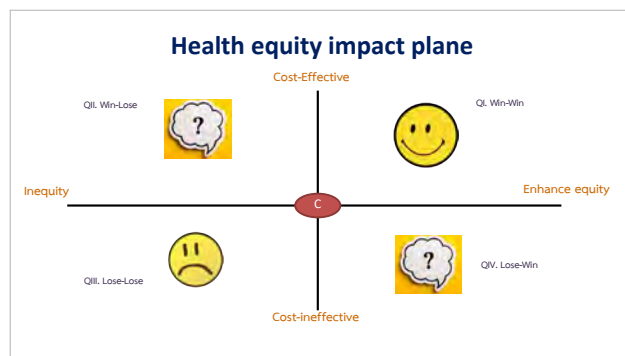 Health equity impact plane
Cost-Effective
QII. Win-Lose
?
QI. Win-Win
Inequity
C
Enhance equity
QIII. Lose-Lose
?
QIV. Lose-Win
Cost-ineffective